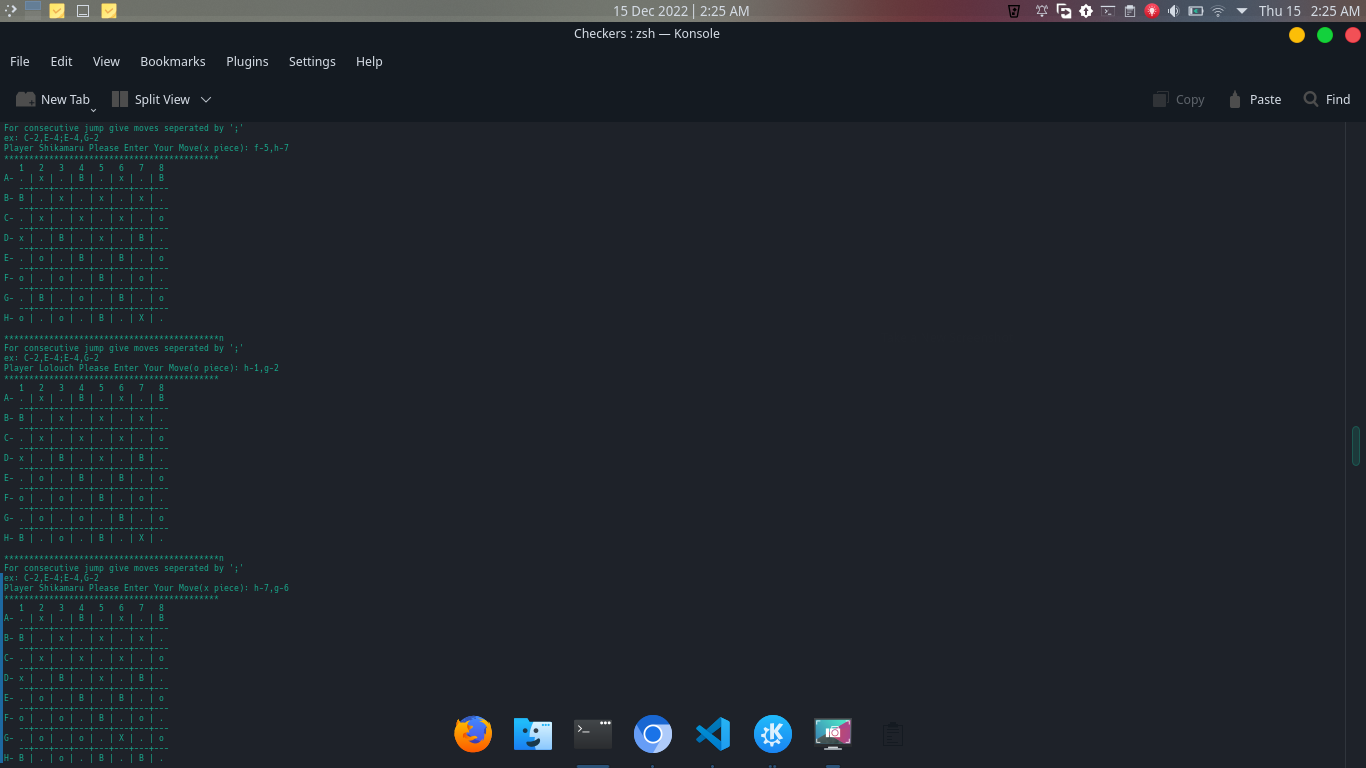 15 Dec 2022 | 2:25 AM
Thu 15 2:25 AM
Checkers : zsh — Konsole
File Edit View Bookmarks Plugins Settings Help
New Tab Split View Copy Paste Find
For consecutive jump give moves seperated by ';'
ex: C-2,E-4;E-4,G-2
Player Shikamaru Please Enter Your Move(x piece): f-5,h-7
*******************************************
1 2 3 4 5 6 7 8
A- . | x | . | B | . | x | . | B
--+---+---+---+---+---+---+---
B- B | . | x | . | x | . | x | .
--+---+---+---+---+---+---+---
C- . | x | . | x | . | x | . | o
--+---+---+---+---+---+---+---
D- x | . | B | . | x | . | B | .
--+---+---+---+---+---+---+---
E- . | o | . | B | . | B | . | o
--+---+---+---+---+---+---+---
F- o | . | o | . | B | . | o | .
--+---+---+---+---+---+---+---
G- . | B | . | o | . | B | . | o
--+---+---+---+---+---+---+---
H- o | . | o | . | B | . | X | .
*******************************************n
For consecutive jump give moves seperated by ';'
ex: C-2,E-4;E-4,G-2
Player Lolouch Please Enter Your Move(o piece): h-1,g-2
*******************************************
1 2 3 4 5 6 7 8
A- . | x | . | B | . | x | . | B
--+---+---+---+---+---+---+---
B- B | . | x | . | x | . | x | .
--+---+---+---+---+---+---+---
C- . | x | . | x | . | x | . | o
--+---+---+---+---+---+---+---
D- x | . | B | . | x | . | B | .
--+---+---+---+---+---+---+---
E- . | o | . | B | . | B | . | o
--+---+---+---+---+---+---+---
F- o | . | o | . | B | . | o | .
--+---+---+---+---+---+---+---
G- . | o | . | o | . | B | . | o
--+---+---+---+---+---+---+---
H- B | . | o | . | B | . | X | .
*******************************************n
For consecutive jump give moves seperated by ';'
ex: C-2,E-4;E-4,G-2
Player Shikamaru Please Enter Your Move(x piece): h-7,g-6
*******************************************
1 2 3 4 5 6 7 8
A- . | x | . | B | . | x | . | B
--+---+---+---+---+---+---+---
B- B | . | x | . | x | . | x | .
--+---+---+---+---+---+---+---
C- . | x | . | x | . | x | . | o
--+---+---+---+---+---+---+---
D- x | . | B | . | x | . | B | .
--+---+---+---+---+---+---+---
E- . | o | . | B | . | B | . | o
--+---+---+---+---+---+---+---
F- o | . | o | . | B | . | o | .
--+---+---+---+---+---+---+---
G- . | o | . | o | . | X | . | o
--+---+---+---+---+---+---+---
H- B | . | o | . | B | . | B | .